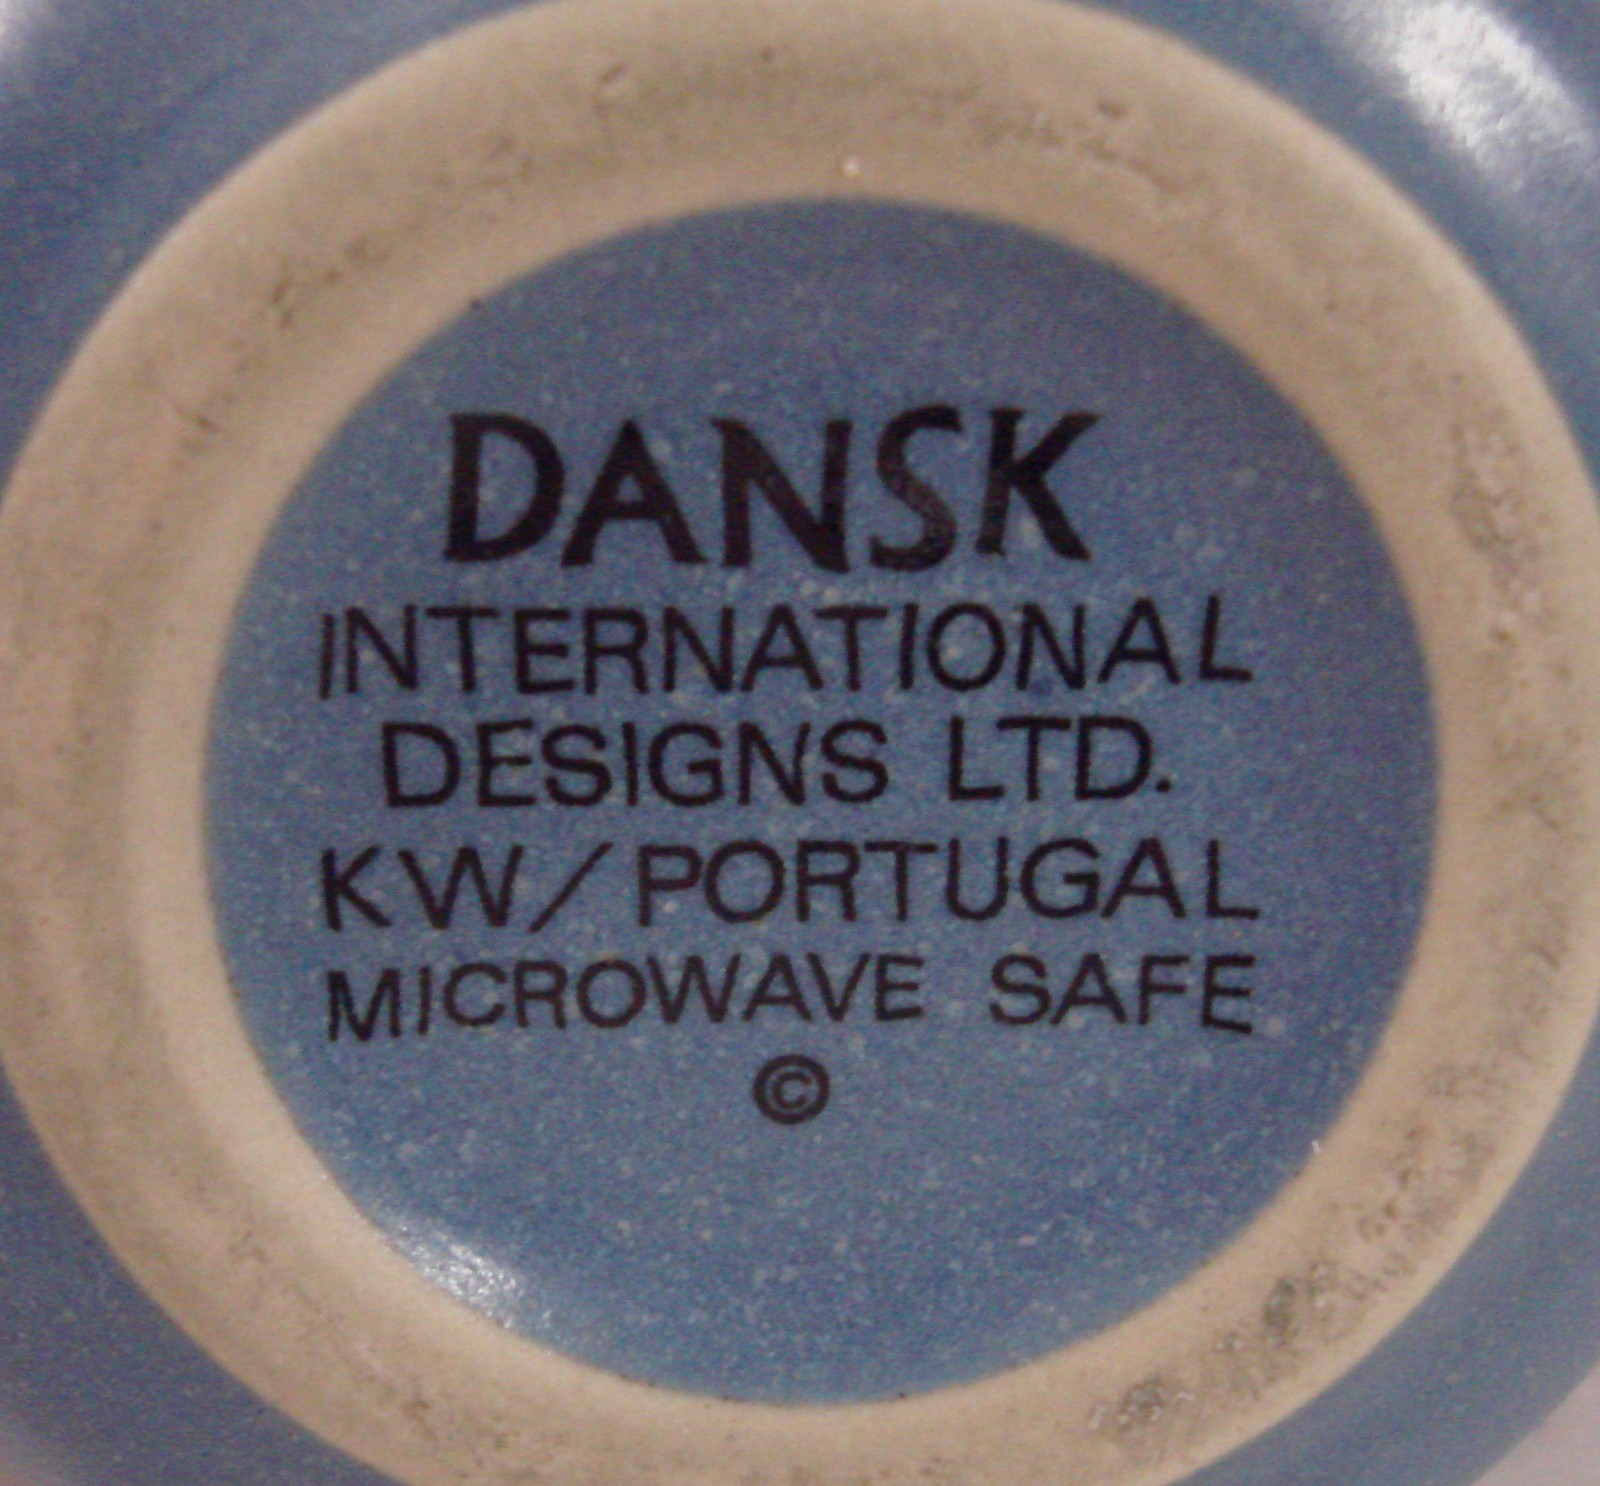 DANSK
INTERNATIONAL
DESIGNS LTD.
KW/PORTUGAL
MICROWAVE SAFE
©